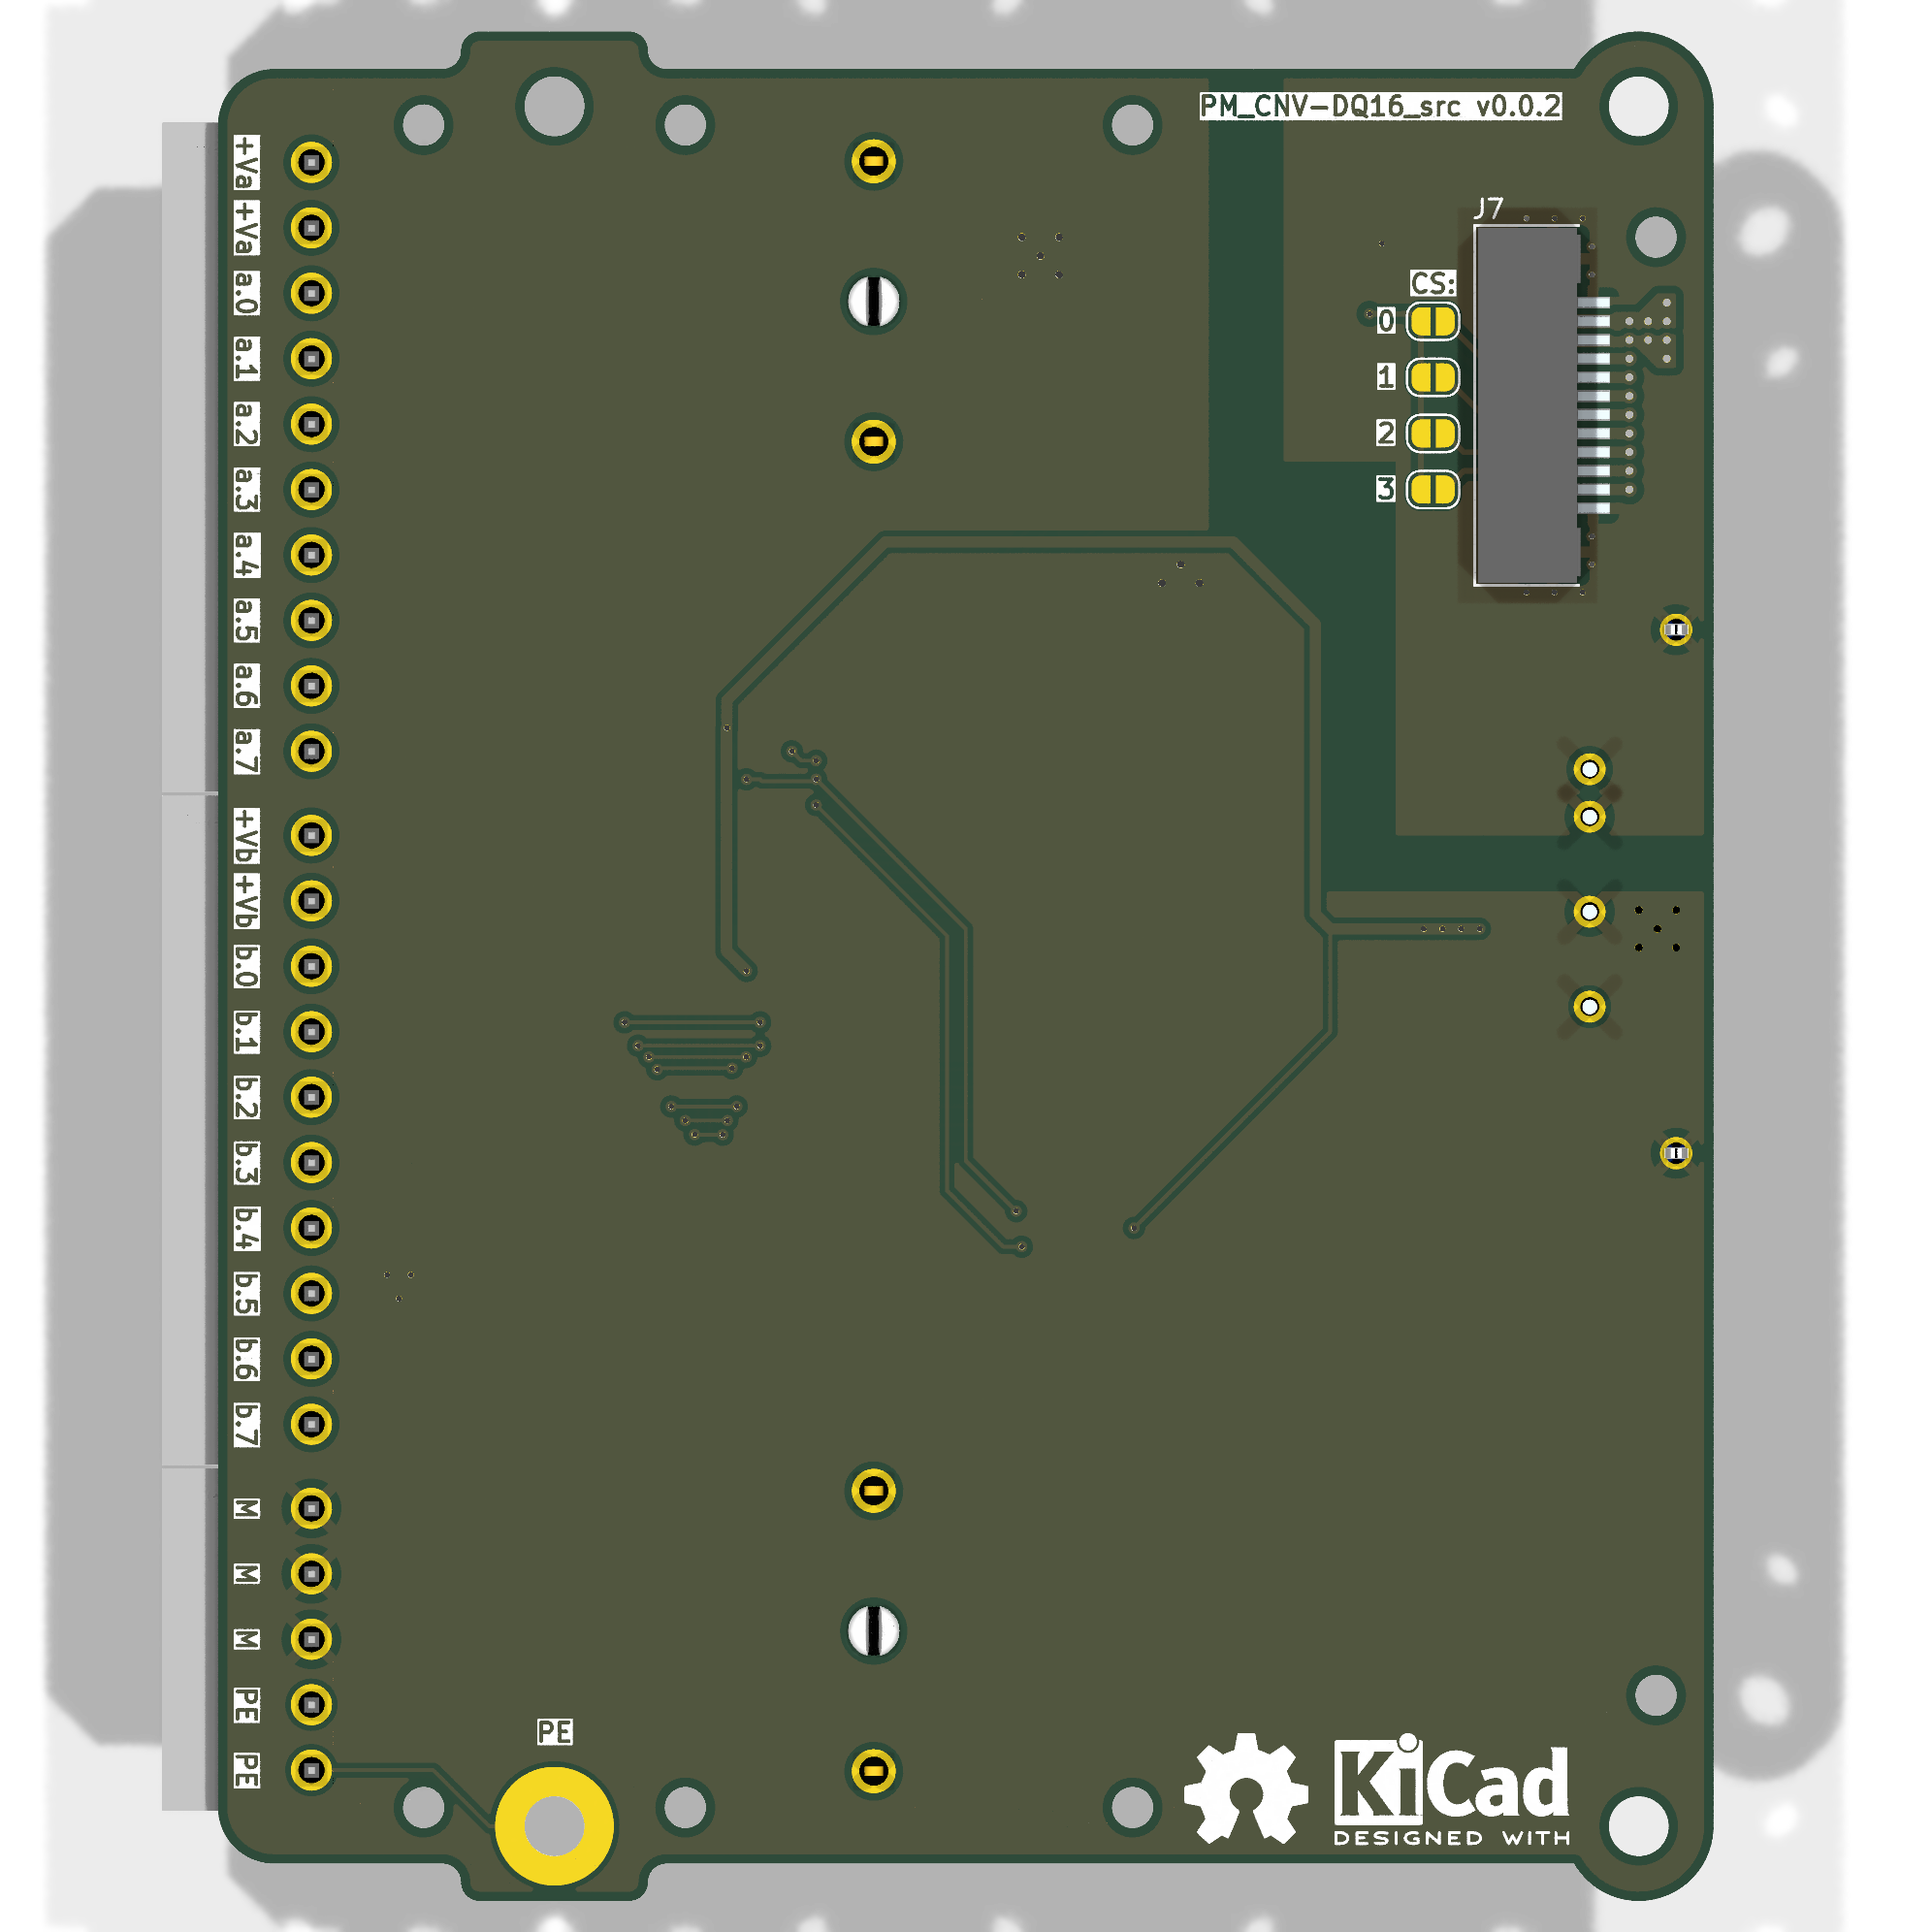 PM_CNV-DQ16_src v0.0.2
+Va
+Va
a.0
a.1
a.2
a.3
a.4
a.5
a.6
a.7
+Vb
+Vb
b.0
b.1
b.2
b.3
b.4
b.5
b.6
b.7
M
M
M
PE
PE
J7
CS:
0
1
2
3
PE
KiCad
DESIGNED WITH